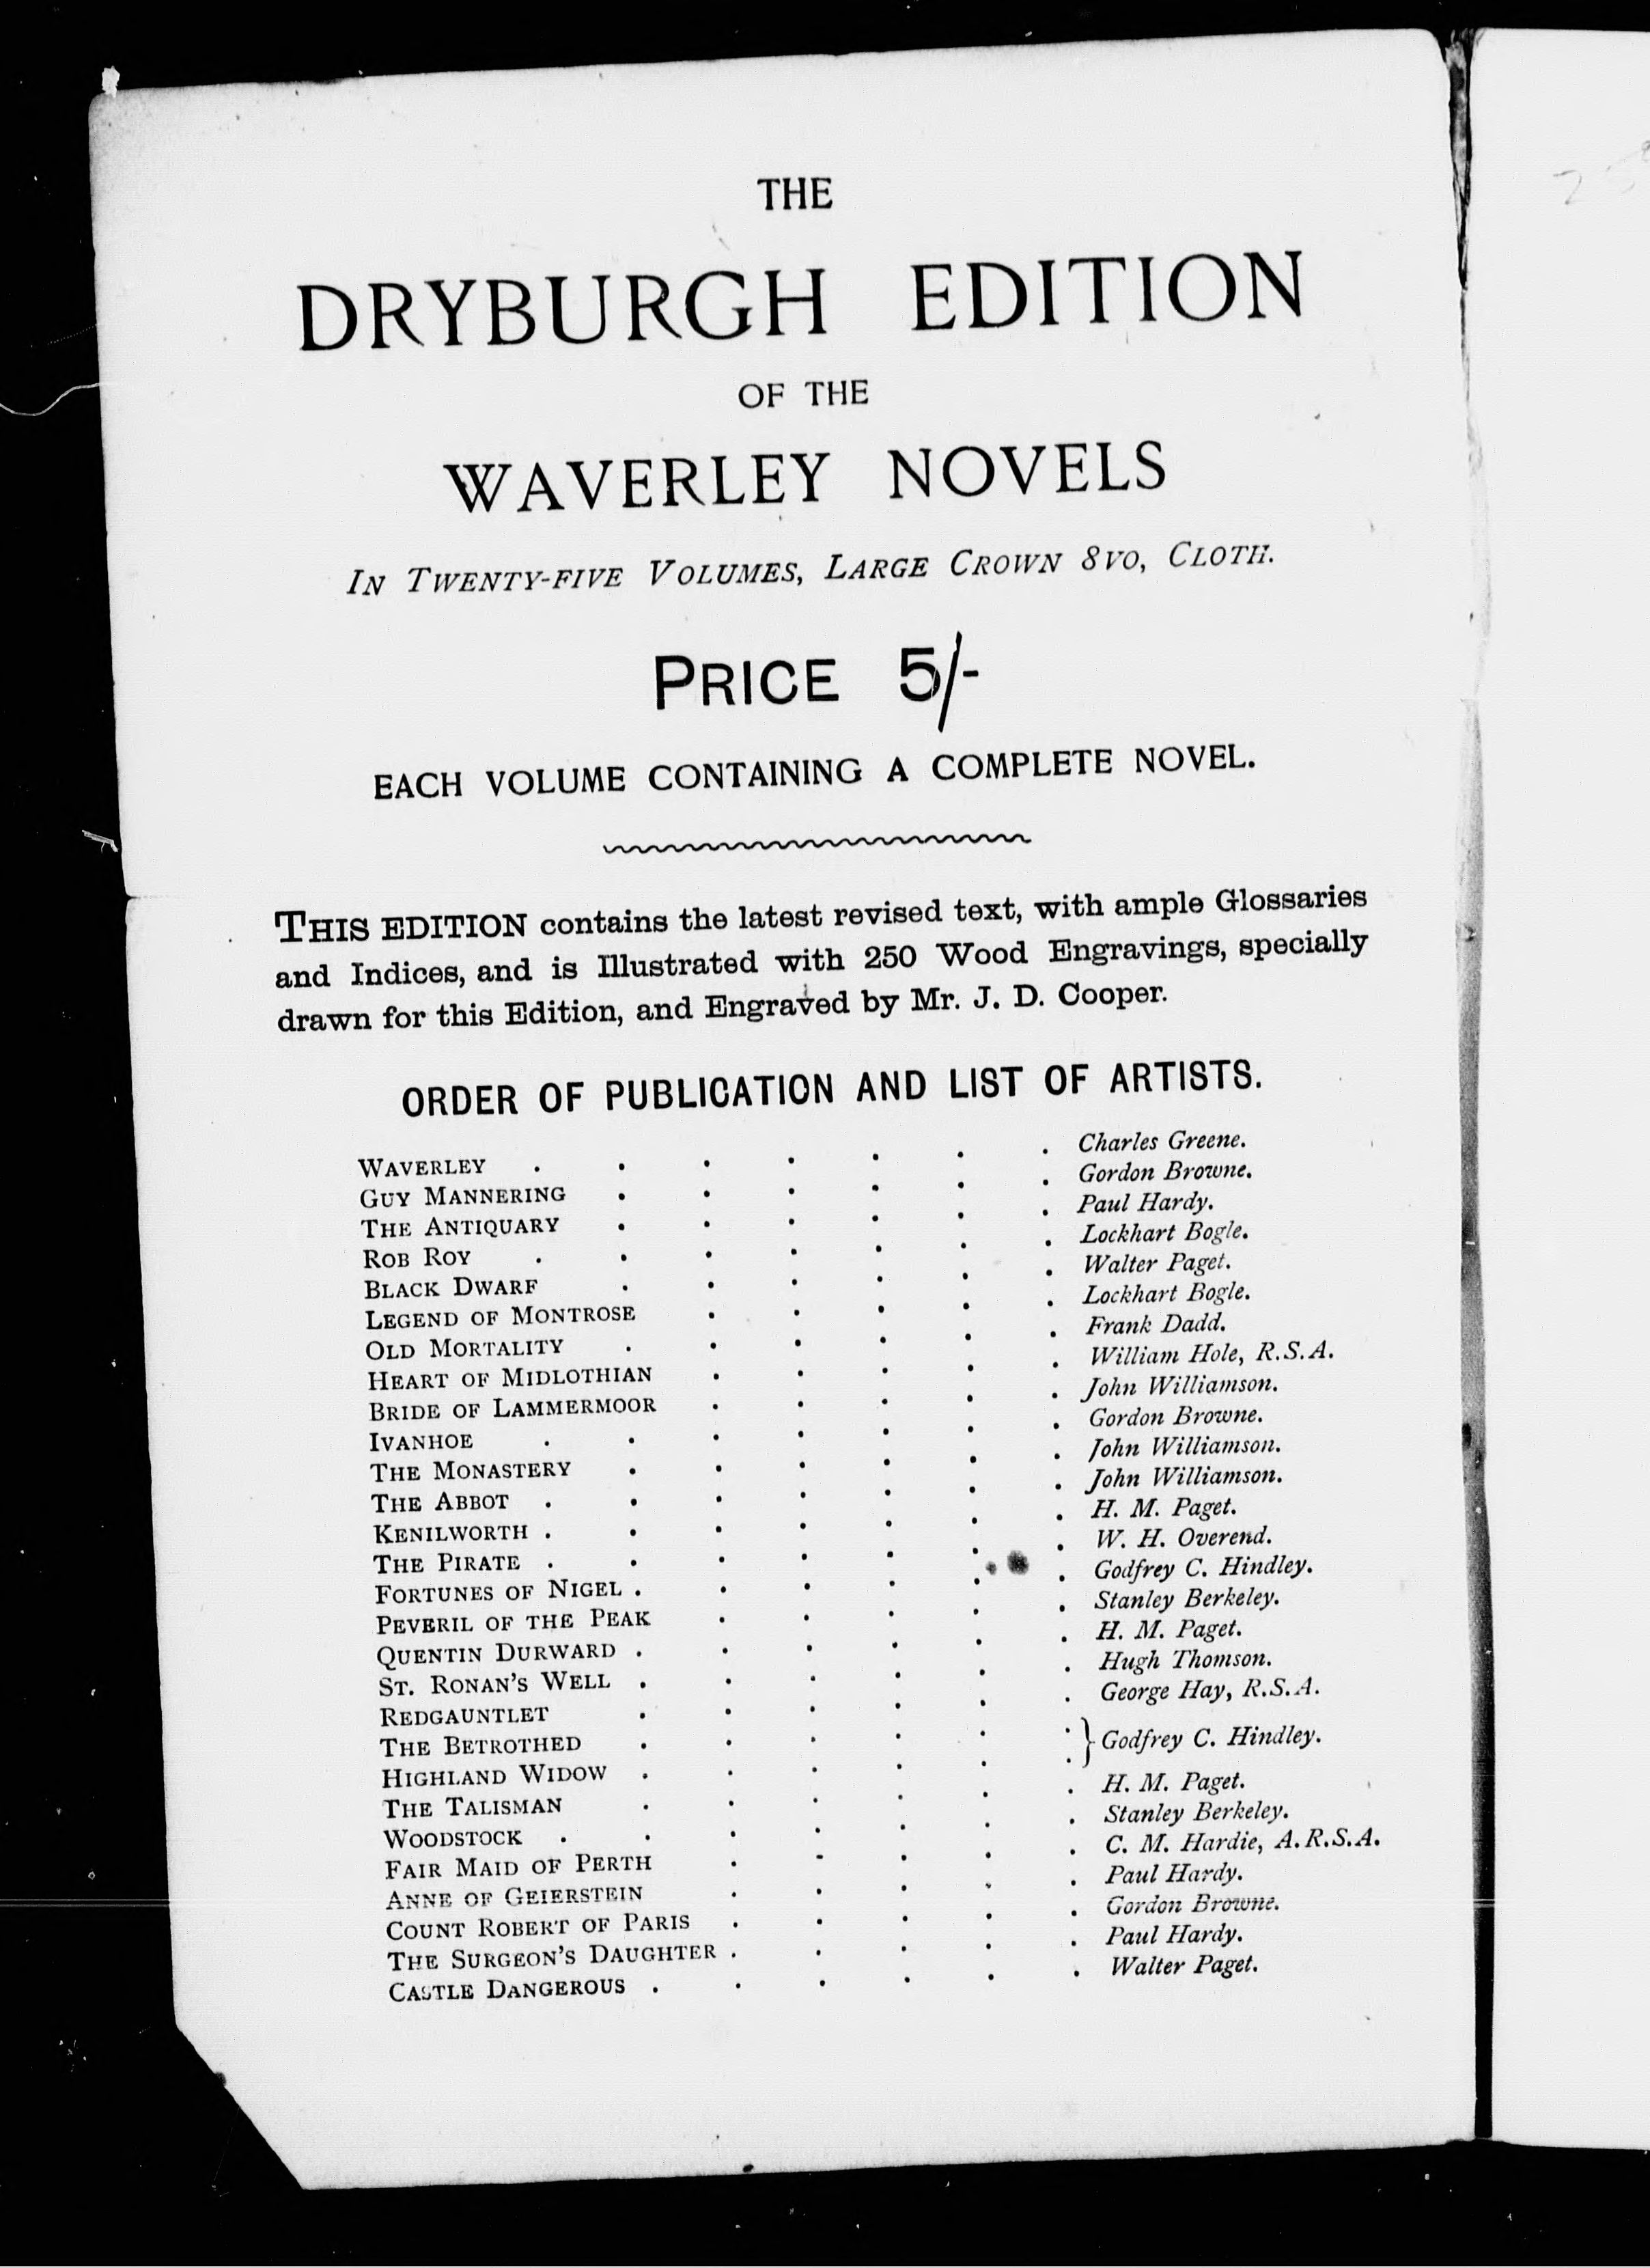 THE
DRYBURGH EDITION
OF THE
WAVERLEY NOVELS
IN TWENTY-FIVE VOLUMES, LARGE CROWN 8VO, CLOTH.
PRICE 5/-
EACH VOLUME CONTAINING A COMPLETE NOVEL.
THIS EDITION contains the latest revised text, with ample Glossaries
and Indices, and is Illustrated with 250 Wood Engravings, specially
drawn for this Edition, and Engraved by Mr. J. D. Cooper.
ORDER OF PUBLICATION AND LIST OF ARTISTS.
WAVERLEY . . . . . . . Charles Greene.
GUY MANNERING . . . . . . Gordon Browne.
THE ANTIQUARY . . . . . . Paul Hardy.
ROB ROY . . . . . . . Lockhart Bogle.
BLACK DWARF . . . . . . Walter Paget.
LEGEND OF MONTROSE . . . . . Lockhart Bogle.
OLD MORTALITY . . . . . . Frank Dadd.
HEART OF MIDLOTHIAN . . . . . William Hole, R.S.A.
BRIDE OF LAMMERMOOR . . . . . John Williamson.
IVANHOE . . . . . . . Gordon Browne.
THE MONASTERY . . . . . . John Williamson.
THE ABBOT . . . . . . . John Williamson.
KENILWORTH . . . . . . . H. M. Paget.
THE PIRATE . . . . . . . W. H. Overend.
FORTUNES OF NIGEL . . . . . . Godfrey C. Hindley.
PEVERIL OF THE PEAK . . . . . Stanley Berkeley.
QUENTIN DURWARD . . . . . . H. M. Paget.
ST. RONAN'S WELL . . . . . . Hugh Thomson.
REDGAUNTLET . . . . . . George Hay, R.S.A.
THE BETROTHED . . . . . . } Godfrey C. Hindley.
HIGHLAND WIDOW . . . . . .
THE TALISMAN . . . . . . H. M. Paget.
WOODSTOCK . . . . . . . Stanley Berkeley.
FAIR MAID OF PERTH . . . . . C. M. Hardie, A.R.S.A.
ANNE OF GEIERSTEIN . . . . . Paul Hardy.
COUNT ROBERT OF PARIS . . . . . Gordon Browne.
THE SURGEON'S DAUGHTER . . . . . Paul Hardy.
CASTLE DANGEROUS . . . . . . Walter Paget.